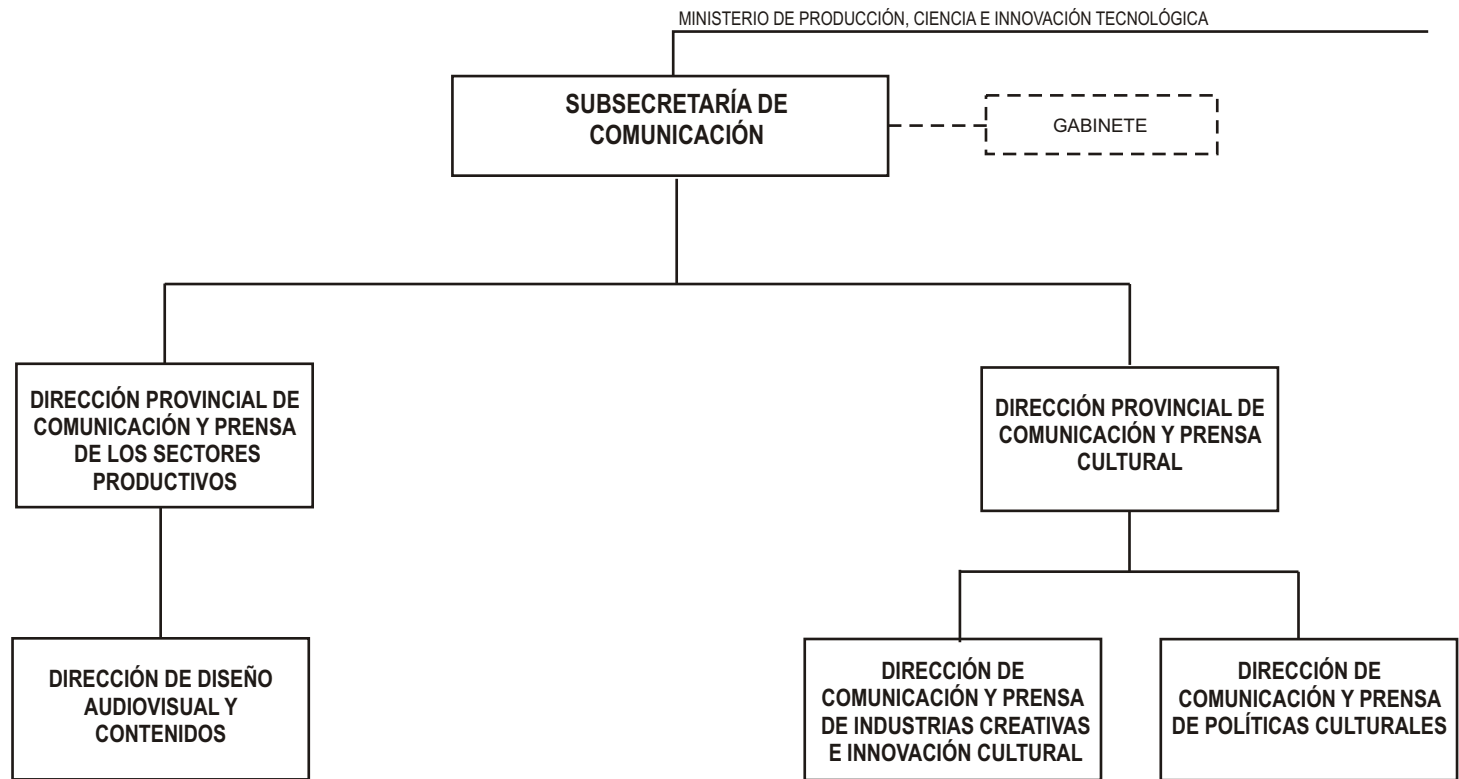 MINISTERIO DE PRODUCCIÓN, CIENCIA E INNOVACIÓN TECNOLÓGICA
SUBSECRETARÍA DE
COMUNICACIÓN
GABINETE
DIRECCIÓN PROVINCIAL DE
COMUNICACIÓN Y PRENSA
DE LOS SECTORES
PRODUCTIVOS
DIRECCIÓN PROVINCIAL DE
COMUNICACIÓN Y PRENSA
CULTURAL
DIRECCIÓN DE DISEÑO
AUDIOVISUAL Y
CONTENIDOS
DIRECCIÓN DE
COMUNICACIÓN Y PRENSA
DE INDUSTRIAS CREATIVAS
E INNOVACIÓN CULTURAL
DIRECCIÓN DE
COMUNICACIÓN Y PRENSA
DE POLÍTICAS CULTURALES